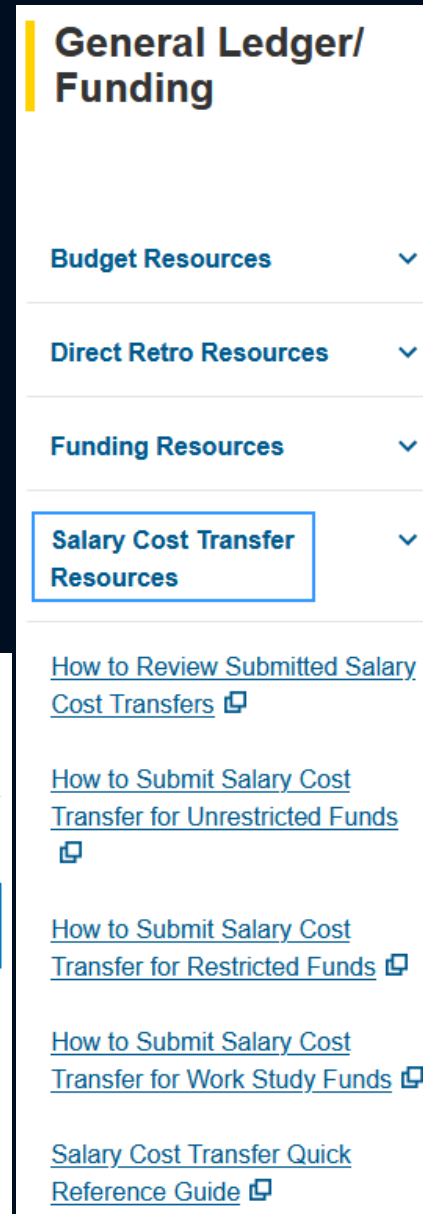 General Ledger/
Funding
Budget Resources
Direct Retro Resources
Funding Resources
Salary Cost Transfer
Resources
How to Review Submitted Salary
Cost Transfers
How to Submit Salary Cost
Transfer for Unrestricted Funds
How to Submit Salary Cost
Transfer for Restricted Funds
How to Submit Salary Cost
Transfer for Work Study Funds
Salary Cost Transfer Quick
Reference Guide